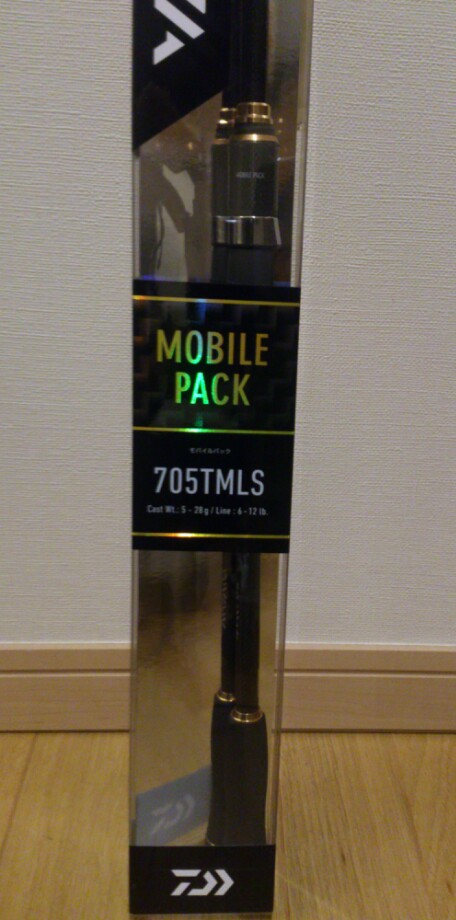 MOBILE PACK
MOBILE
PACK
モバイルパック
705TMLS
Cast Wt.: 5-28g / Line : 6-12 lb.